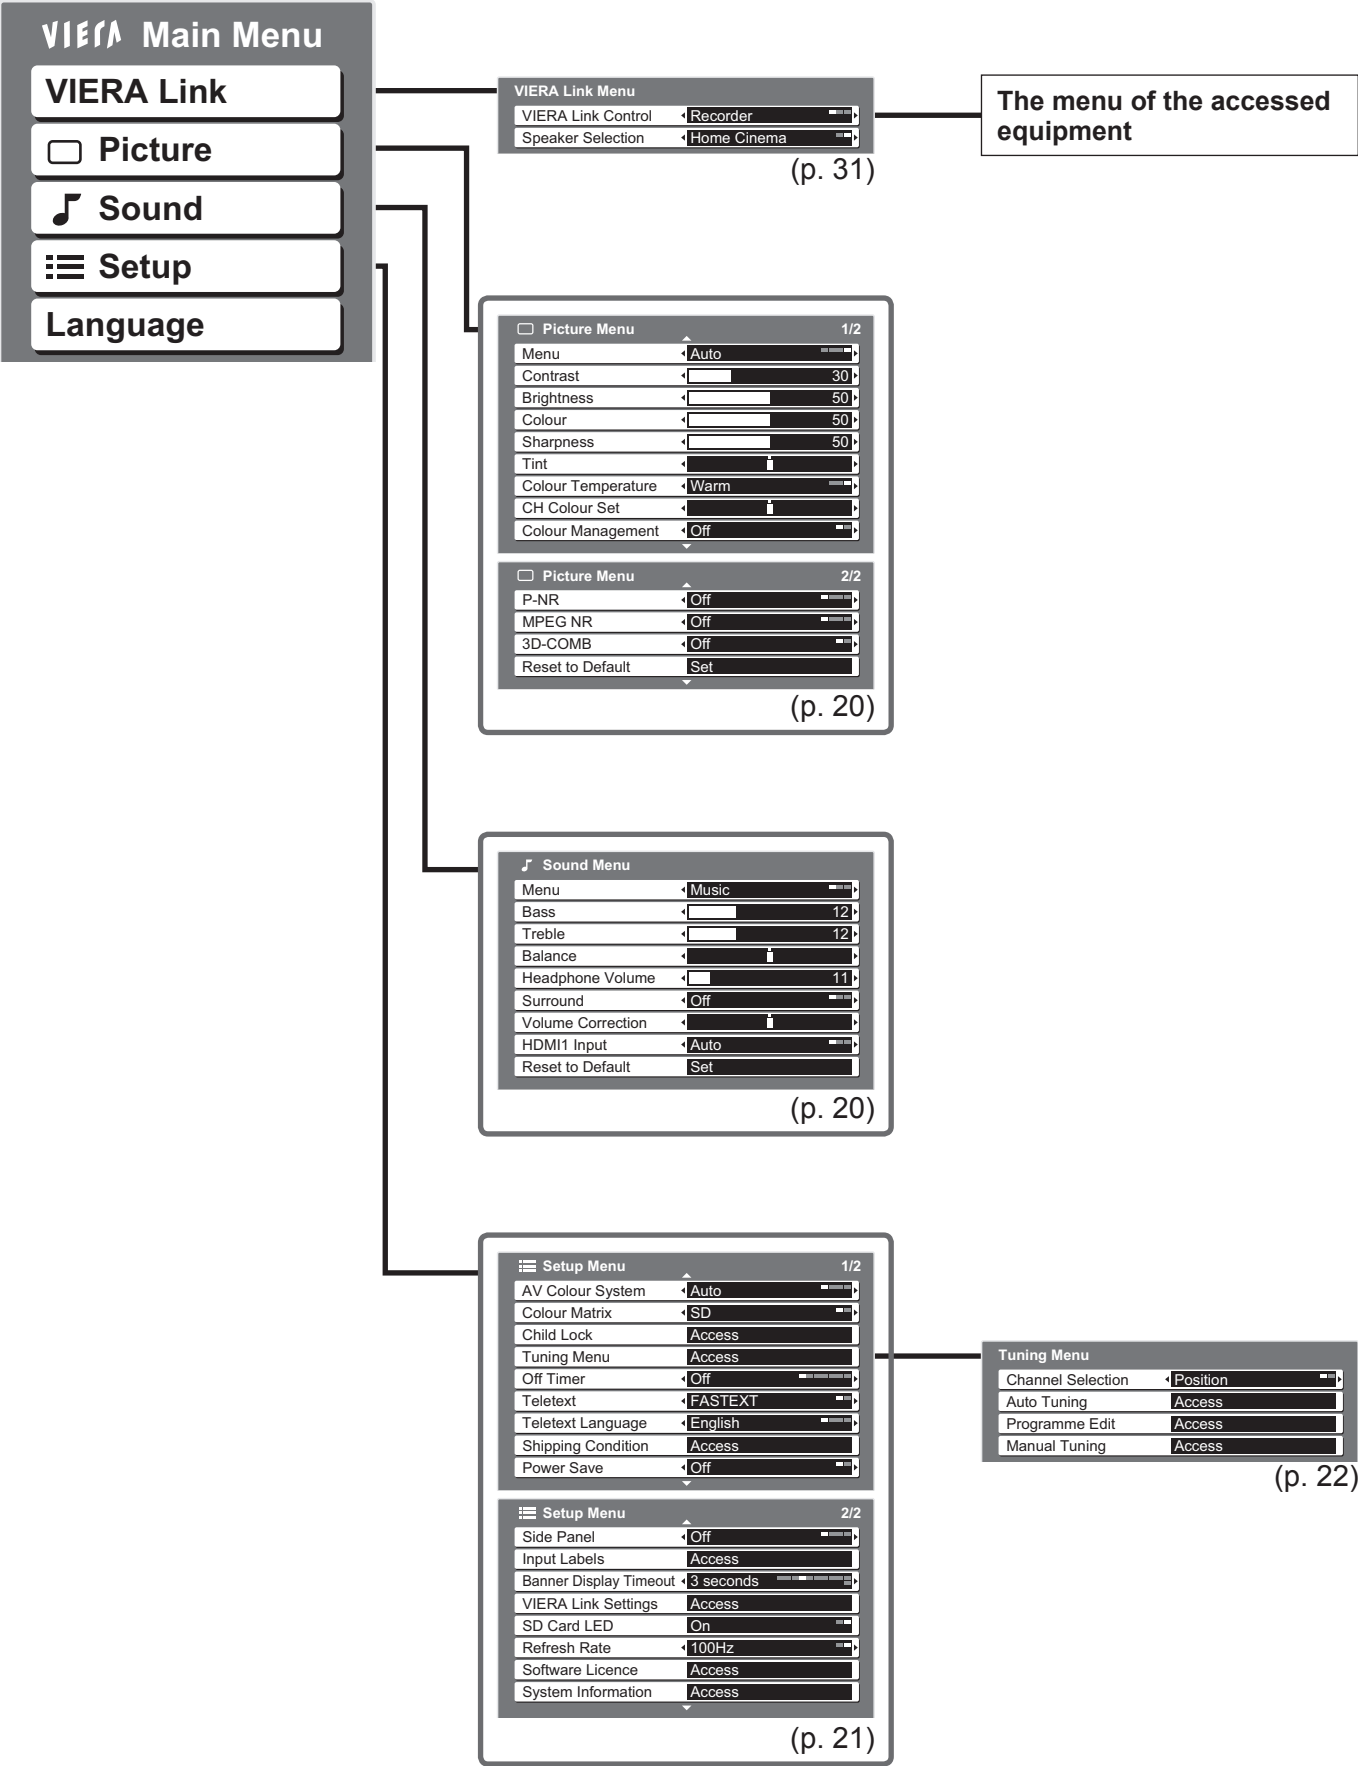 VIERA Main Menu
VIERA Link
Picture
Sound
Setup
Language
VIERA Link Menu
VIERA Link Control Recorder
Speaker Selection Home Cinema
(p. 31)
The menu of the accessed
equipment
Picture Menu 1/2
Menu Auto
Contrast 30
Brightness 50
Colour 50
Sharpness 50
Tint
Colour Temperature Warm
CH Colour Set
Colour Management Off
Picture Menu 2/2
P-NR Off
MPEG NR Off
3D-COMB Off
Reset to Default Set
(p. 20)
Sound Menu
Menu Music
Bass 12
Treble 12
Balance
Headphone Volume 11
Surround Off
Volume Correction
HDMI1 Input Auto
Reset to Default Set
(p. 20)
Setup Menu 1/2
AV Colour System Auto
Colour Matrix SD
Child Lock Access
Tuning Menu Access
Off Timer Off
Teletext FASTEXT
Teletext Language English
Shipping Condition Access
Power Save Off
Setup Menu 2/2
Side Panel Off
Input Labels Access
Banner Display Timeout 3 seconds
VIERA Link Settings Access
SD Card LED On
Refresh Rate 100Hz
Software Licence Access
System Information Access
(p. 21)
Tuning Menu
Channel Selection Position
Auto Tuning Access
Programme Edit Access
Manual Tuning Access
(p. 22)